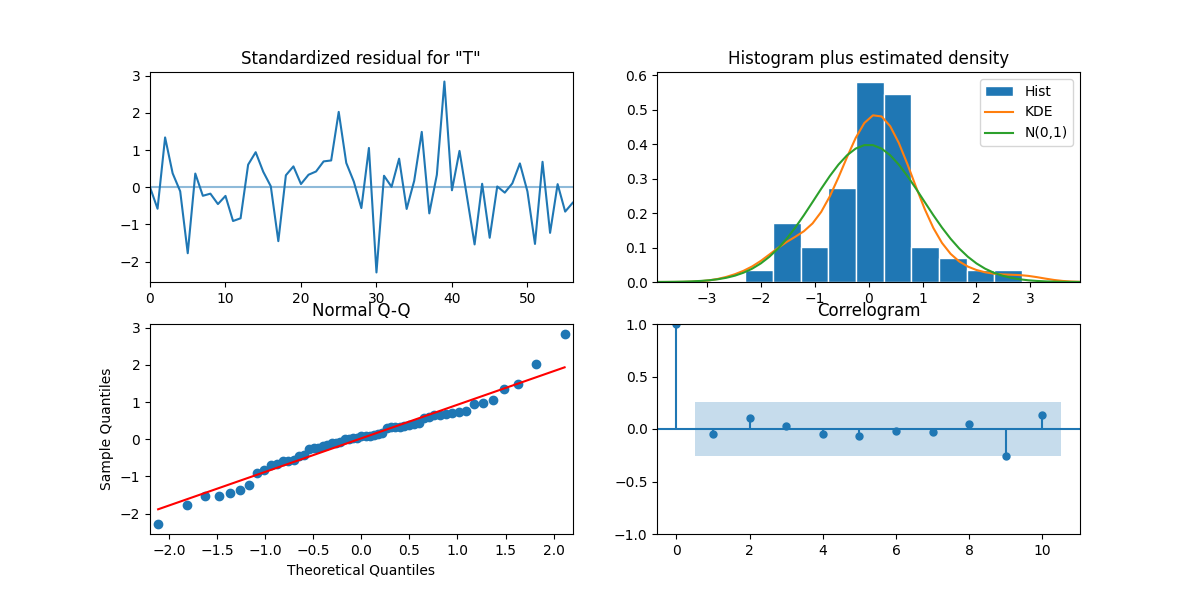 Standardized residual for "T"
3
2
1
0
−1
−2
0 10 20 30 40 50
Histogram plus estimated density
0.6
0.5
0.4
0.3
0.2
0.1
0.0
−3 −2 −1 0 1 2 3
Hist
KDE
N(0,1)
Normal Q-Q
Sample Quantiles
3
2
1
0
−1
−2
−2.0 −1.5 −1.0 −0.5 0.0 0.5 1.0 1.5 2.0
Theoretical Quantiles
Correlogram
1.0
0.5
0.0
−0.5
−1.0
0 2 4 6 8 10